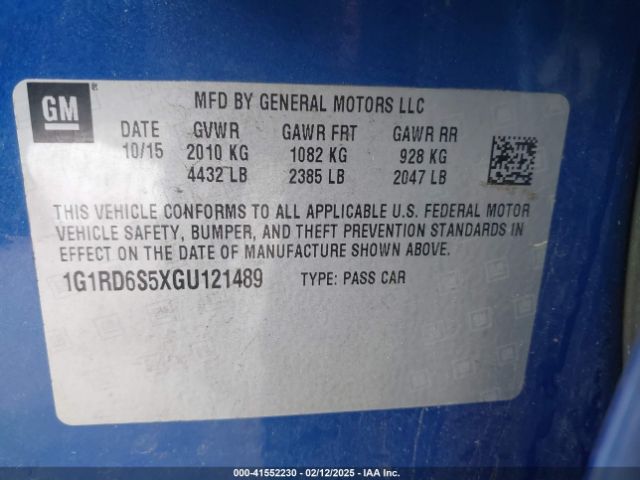 GM
MFD BY GENERAL MOTORS LLC
DATE GVWR GAWR FRT GAWR RR
10/15 2010 KG 1082 KG 928 KG
4432 LB 2385 LB 2047 LB
THIS VEHICLE CONFORMS TO ALL APPLICABLE U.S. FEDERAL MOTOR
VEHICLE SAFETY, BUMPER, AND THEFT PREVENTION STANDARDS IN
EFFECT ON THE DATE OF MANUFACTURE SHOWN ABOVE.
1G1RD6S5XGU121489 TYPE: PASS CAR
000-41552230 - 02/12/2025 - IAA Inc.